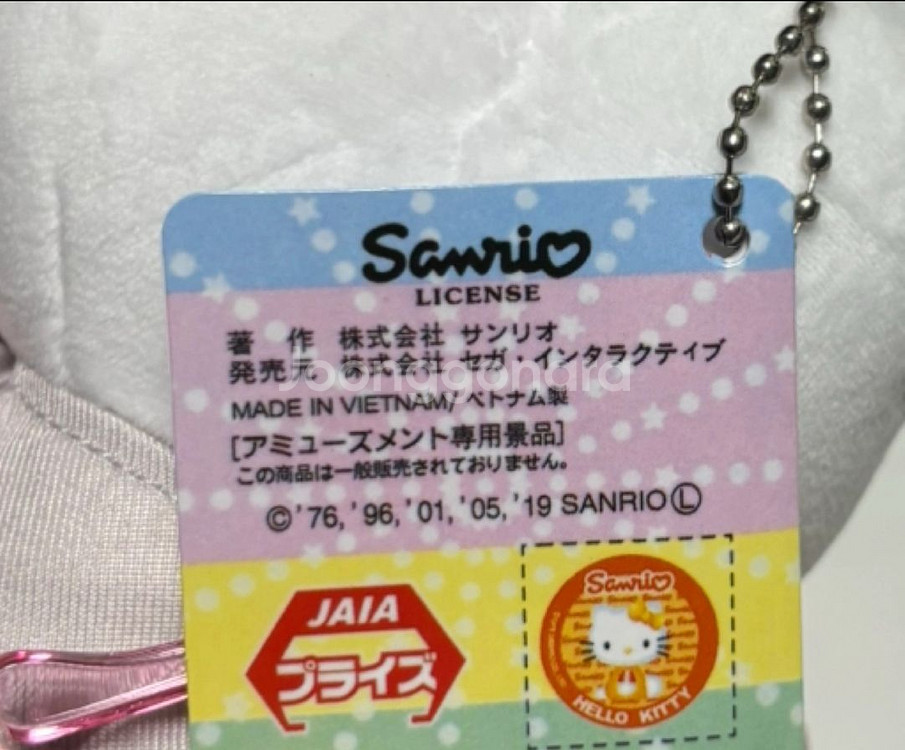 Sanrio
LICENSE
著 作 株式会社 サンリオ
発売元 株式会社 セガ・インタラクティブ
Joonggonara
MADE IN VIETNAM/ベトナム製
[アミューズメント専用景品]
この商品は一般販売されておりません。
©'76,'96,'01,'05,'19 SANRIO Ⓛ
JAIA
プライズ
Sanrio
HELLO KITTY